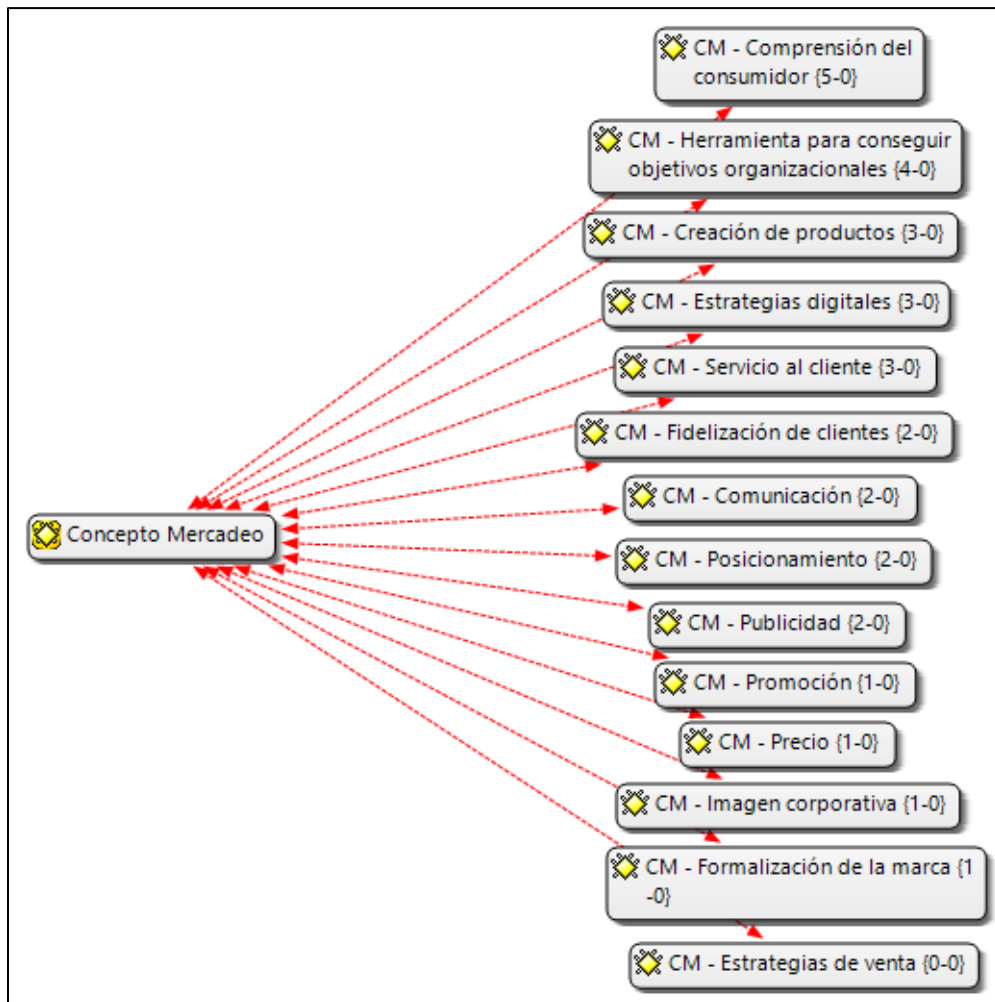 CM - Comprensión del
consumidor {5-0}
CM - Herramienta para conseguir
objetivos organizacionales {4-0}
CM - Creación de productos {3-0}
CM - Estrategias digitales {3-0}
CM - Servicio al cliente {3-0}
CM - Fidelización de clientes {2-0}
CM - Comunicación {2-0}
Concepto Mercadeo
CM - Posicionamiento {2-0}
CM - Publicidad {2-0}
CM - Promoción {1-0}
CM - Precio {1-0}
CM - Imagen corporativa {1-0}
CM - Formalización de la marca {1
-0}
CM - Estrategias de venta {0-0}